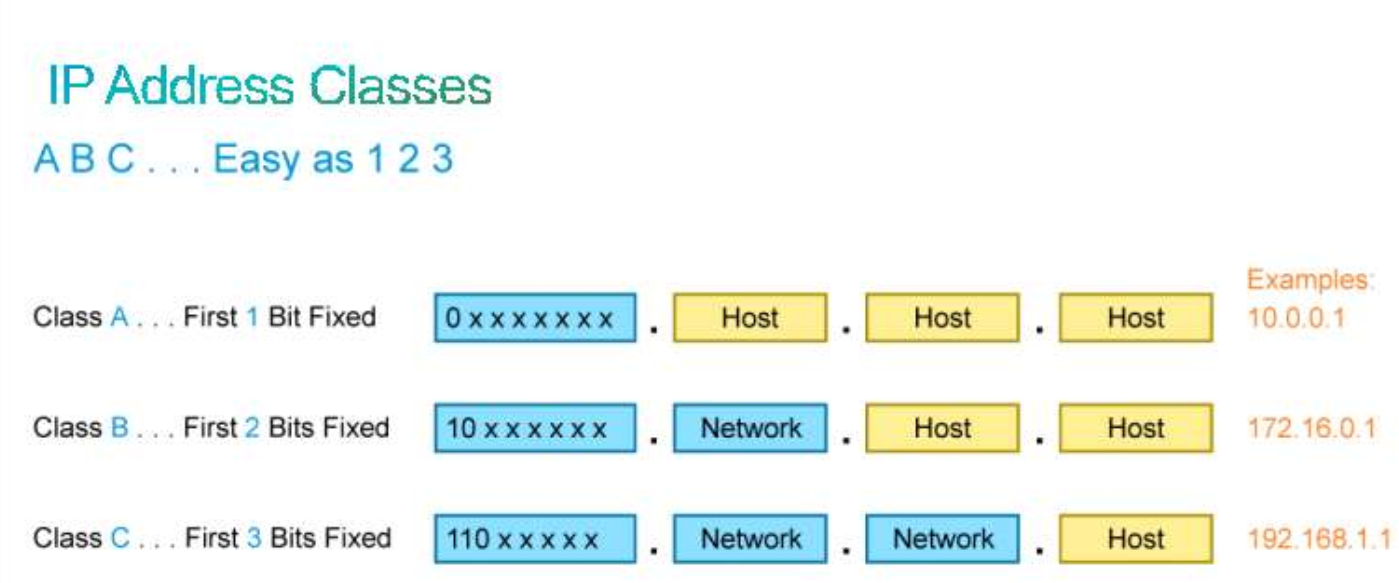 IP Address Classes
A B C . . . Easy as 1 2 3
Examples:
Class A . . . First 1 Bit Fixed 0 x x x x x x x . Host . Host . Host 10.0.0.1
Class B . . . First 2 Bits Fixed 10 x x x x x x . Network . Host . Host 172.16.0.1
Class C . . . First 3 Bits Fixed 110 x x x x x . Network . Network . Host 192.168.1.1